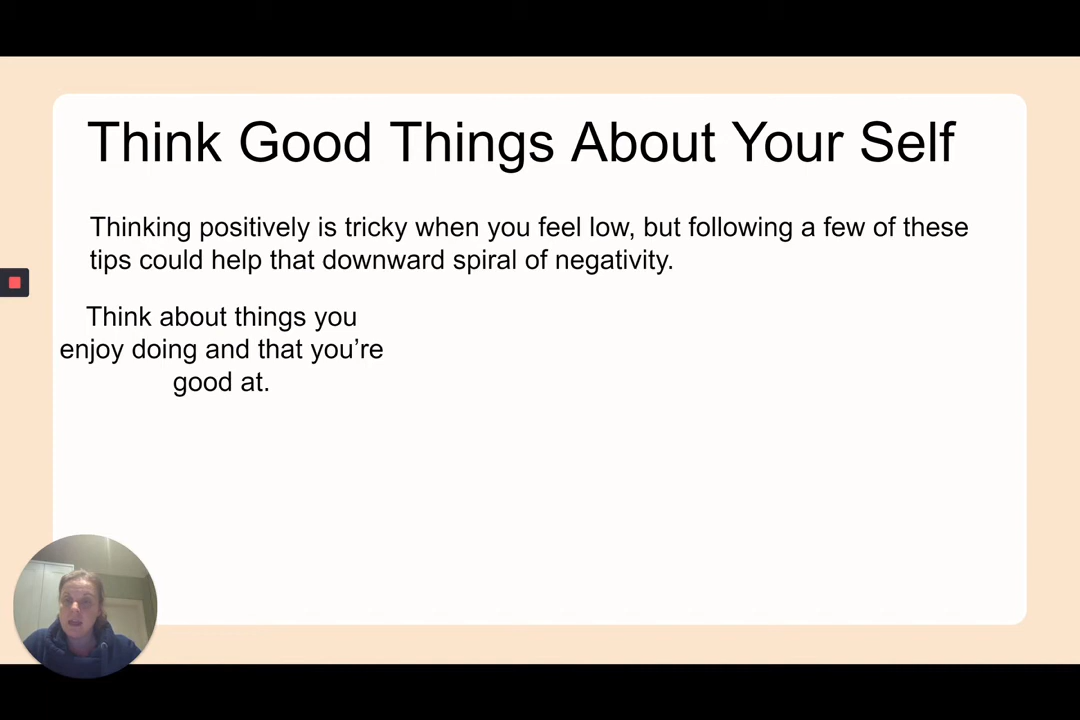 Think Good Things About Your Self
Thinking positively is tricky when you feel low, but following a few of these
tips could help that downward spiral of negativity.
Think about things you
enjoy doing and that you’re
good at.